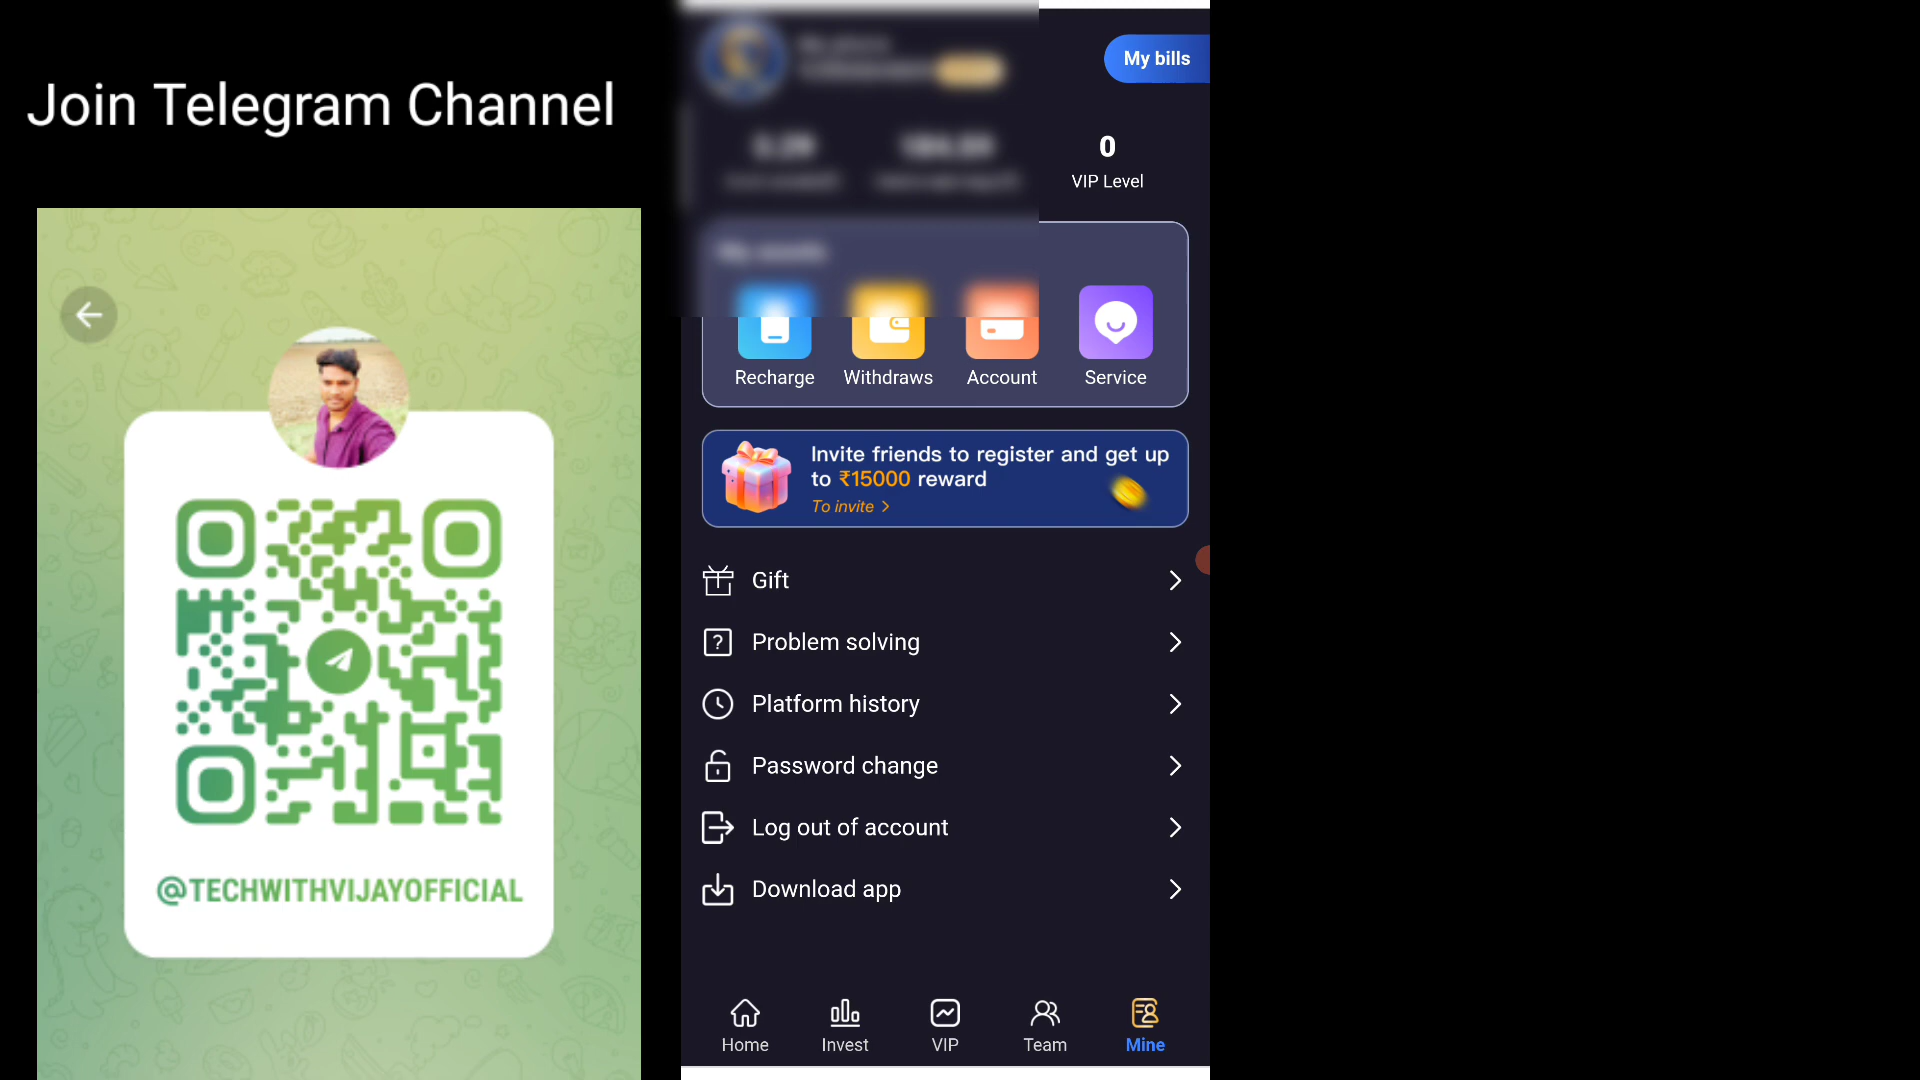 Join Telegram Channel
@TECHWITHVIJAYOFFICIAL
My bills
0
VIP Level
Recharge
Withdraws
Account
Service
Invite friends to register and get up
to ₹15000 reward
To invite >
Gift
Problem solving
Platform history
Password change
Log out of account
Download app
Home
Invest
VIP
Team
Mine